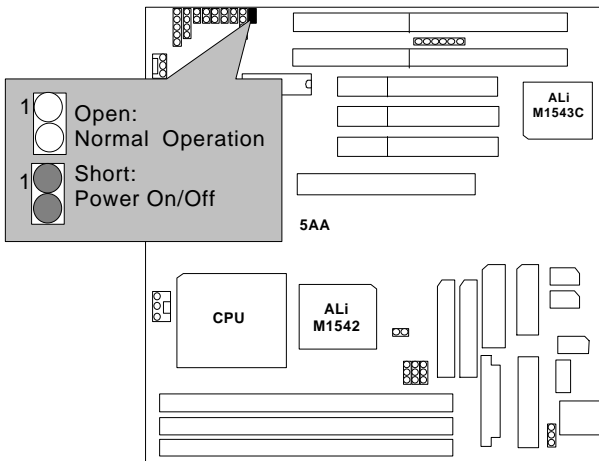 ALi
M1543C
1
Open:
Normal Operation
1
Short:
Power On/Off
5AA
CPU
ALi
M1542